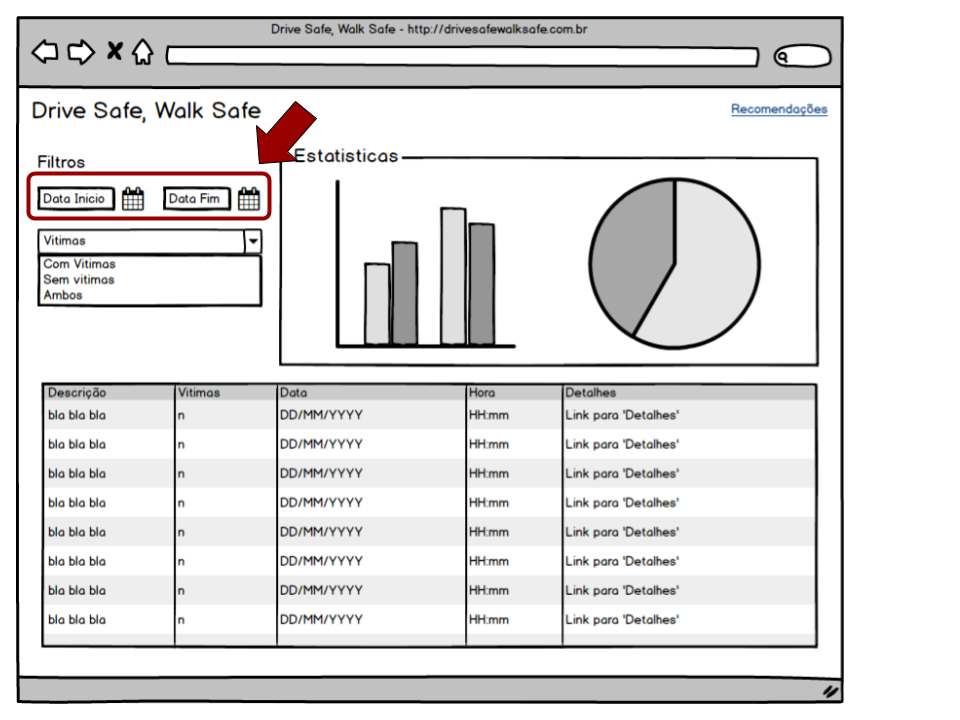 Drive Safe, Walk Safe - http://drivesafewalksafe.com.br
Drive Safe, Walk Safe
Recomendações
Filtros
Data Inicio
Data Fim
Vitimas
Com Vitimas
Sem vitimas
Ambos
Estatisticas
Descrição Vitimas Data Hora Detalhes
bla bla bla n DD/MM/YYYY HH:mm Link para 'Detalhes'
bla bla bla n DD/MM/YYYY HH:mm Link para 'Detalhes'
bla bla bla n DD/MM/YYYY HH:mm Link para 'Detalhes'
bla bla bla n DD/MM/YYYY HH:mm Link para 'Detalhes'
bla bla bla n DD/MM/YYYY HH:mm Link para 'Detalhes'
bla bla bla n DD/MM/YYYY HH:mm Link para 'Detalhes'
bla bla bla n DD/MM/YYYY HH:mm Link para 'Detalhes'
bla bla bla n DD/MM/YYYY HH:mm Link para 'Detalhes'